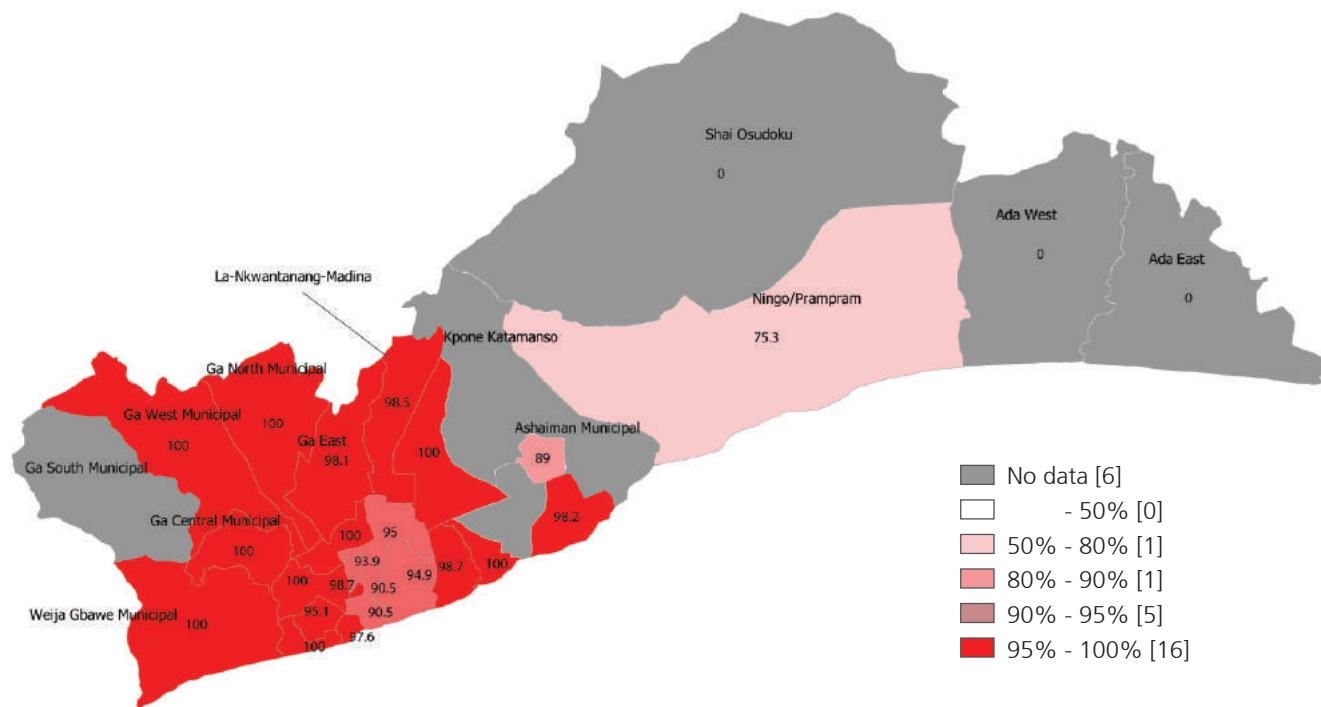 Shai Osudoku
0
Ada West
0
Ada East
0
La-Nkwantanang-Madina
Ningo/Prampram
75.3
Kpone Katamanso
Ga North Municipal
100
98.5
Ga West Municipal
100
Ga East
98.1
100
Ashaiman Municipal
89
Ga South Municipal
98.2
Ga Central Municipal
100
100
95
93.9
94.9
98.7
100
100
98.7
90.5
95.1
90.5
Weija Gbawe Municipal
100
97.6
100
No data [6]
- 50% [0]
50% - 80% [1]
80% - 90% [1]
90% - 95% [5]
95% - 100% [16]